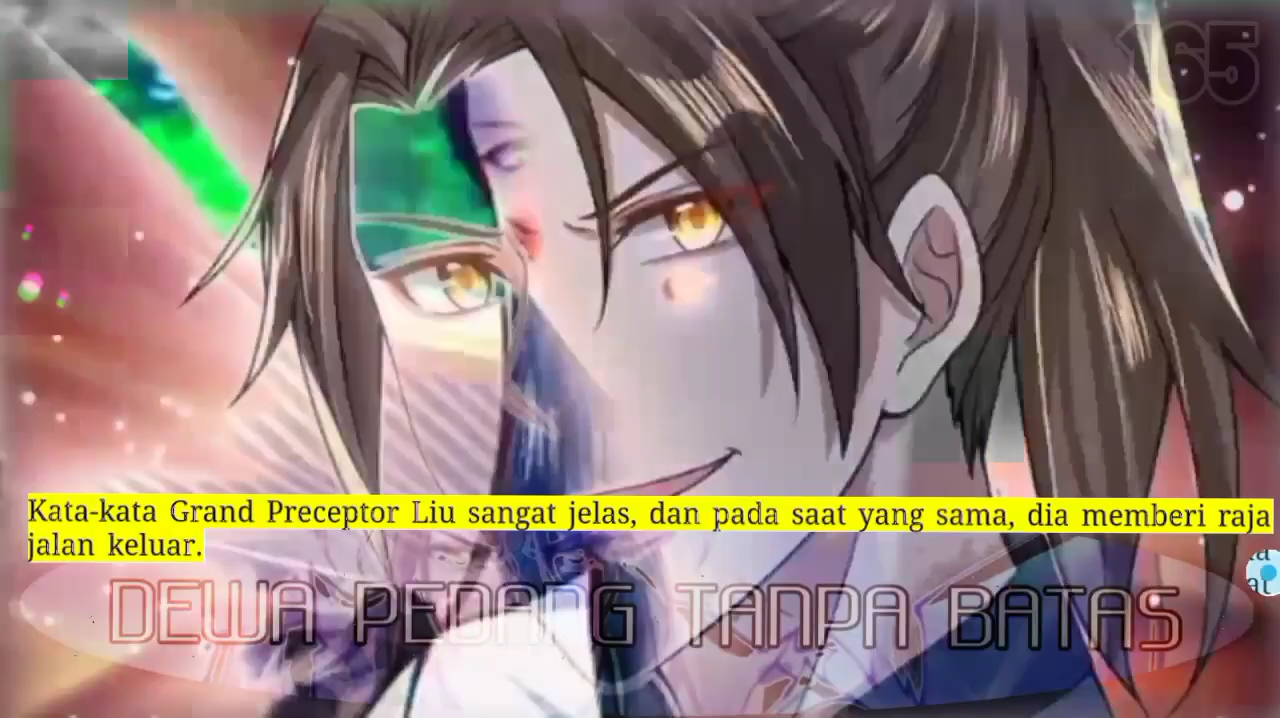 165
Kata-kata Grand Preceptor Liu sangat jelas, dan pada saat yang sama, dia memberi raja
jalan keluar.
DEWA PEDANG TANPA BATAS